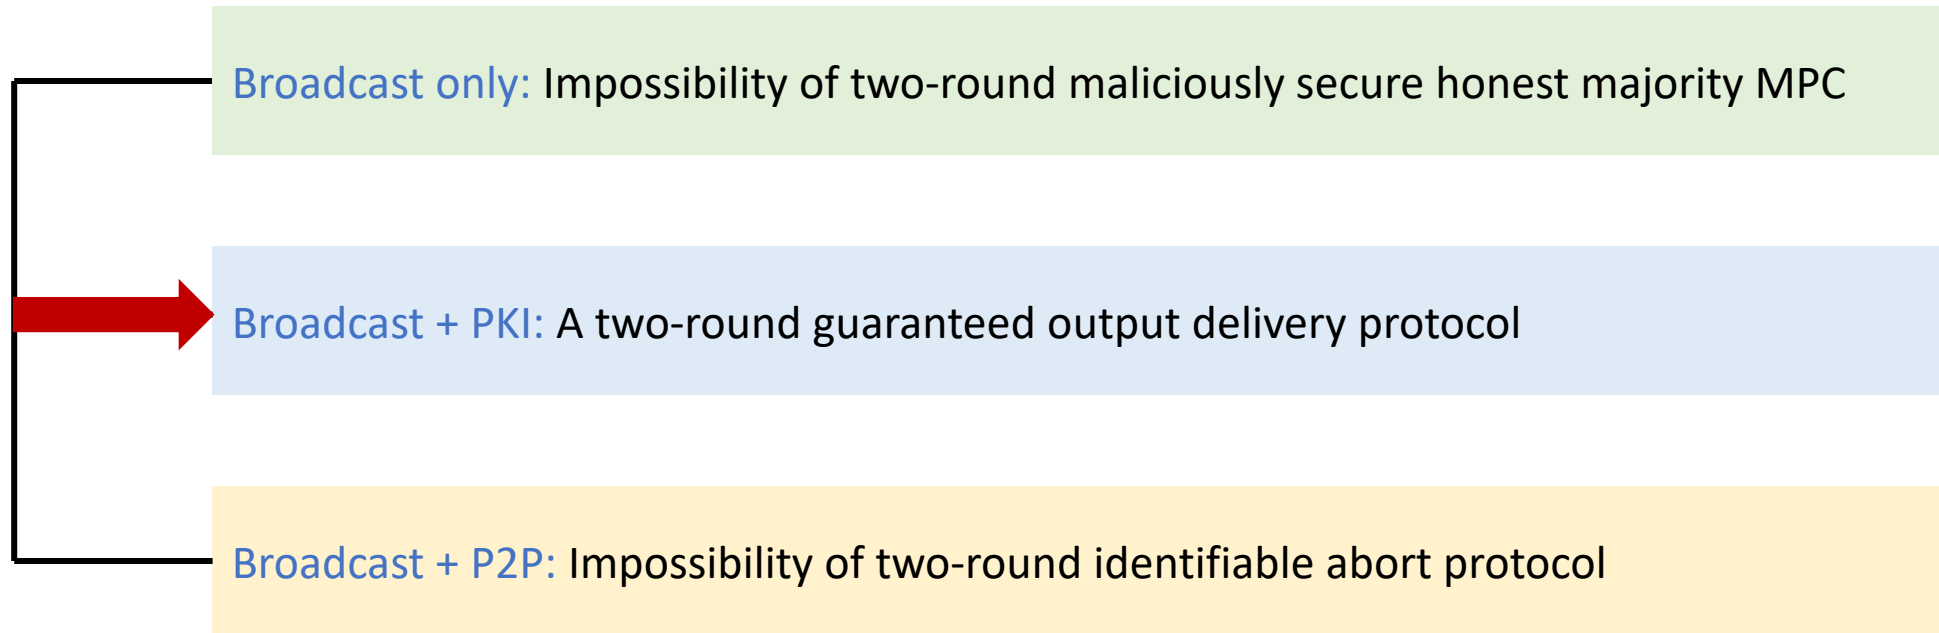 Broadcast only: Impossibility of two-round maliciously secure honest majority MPC
Broadcast + PKI: A two-round guaranteed output delivery protocol
Broadcast + P2P: Impossibility of two-round identifiable abort protocol